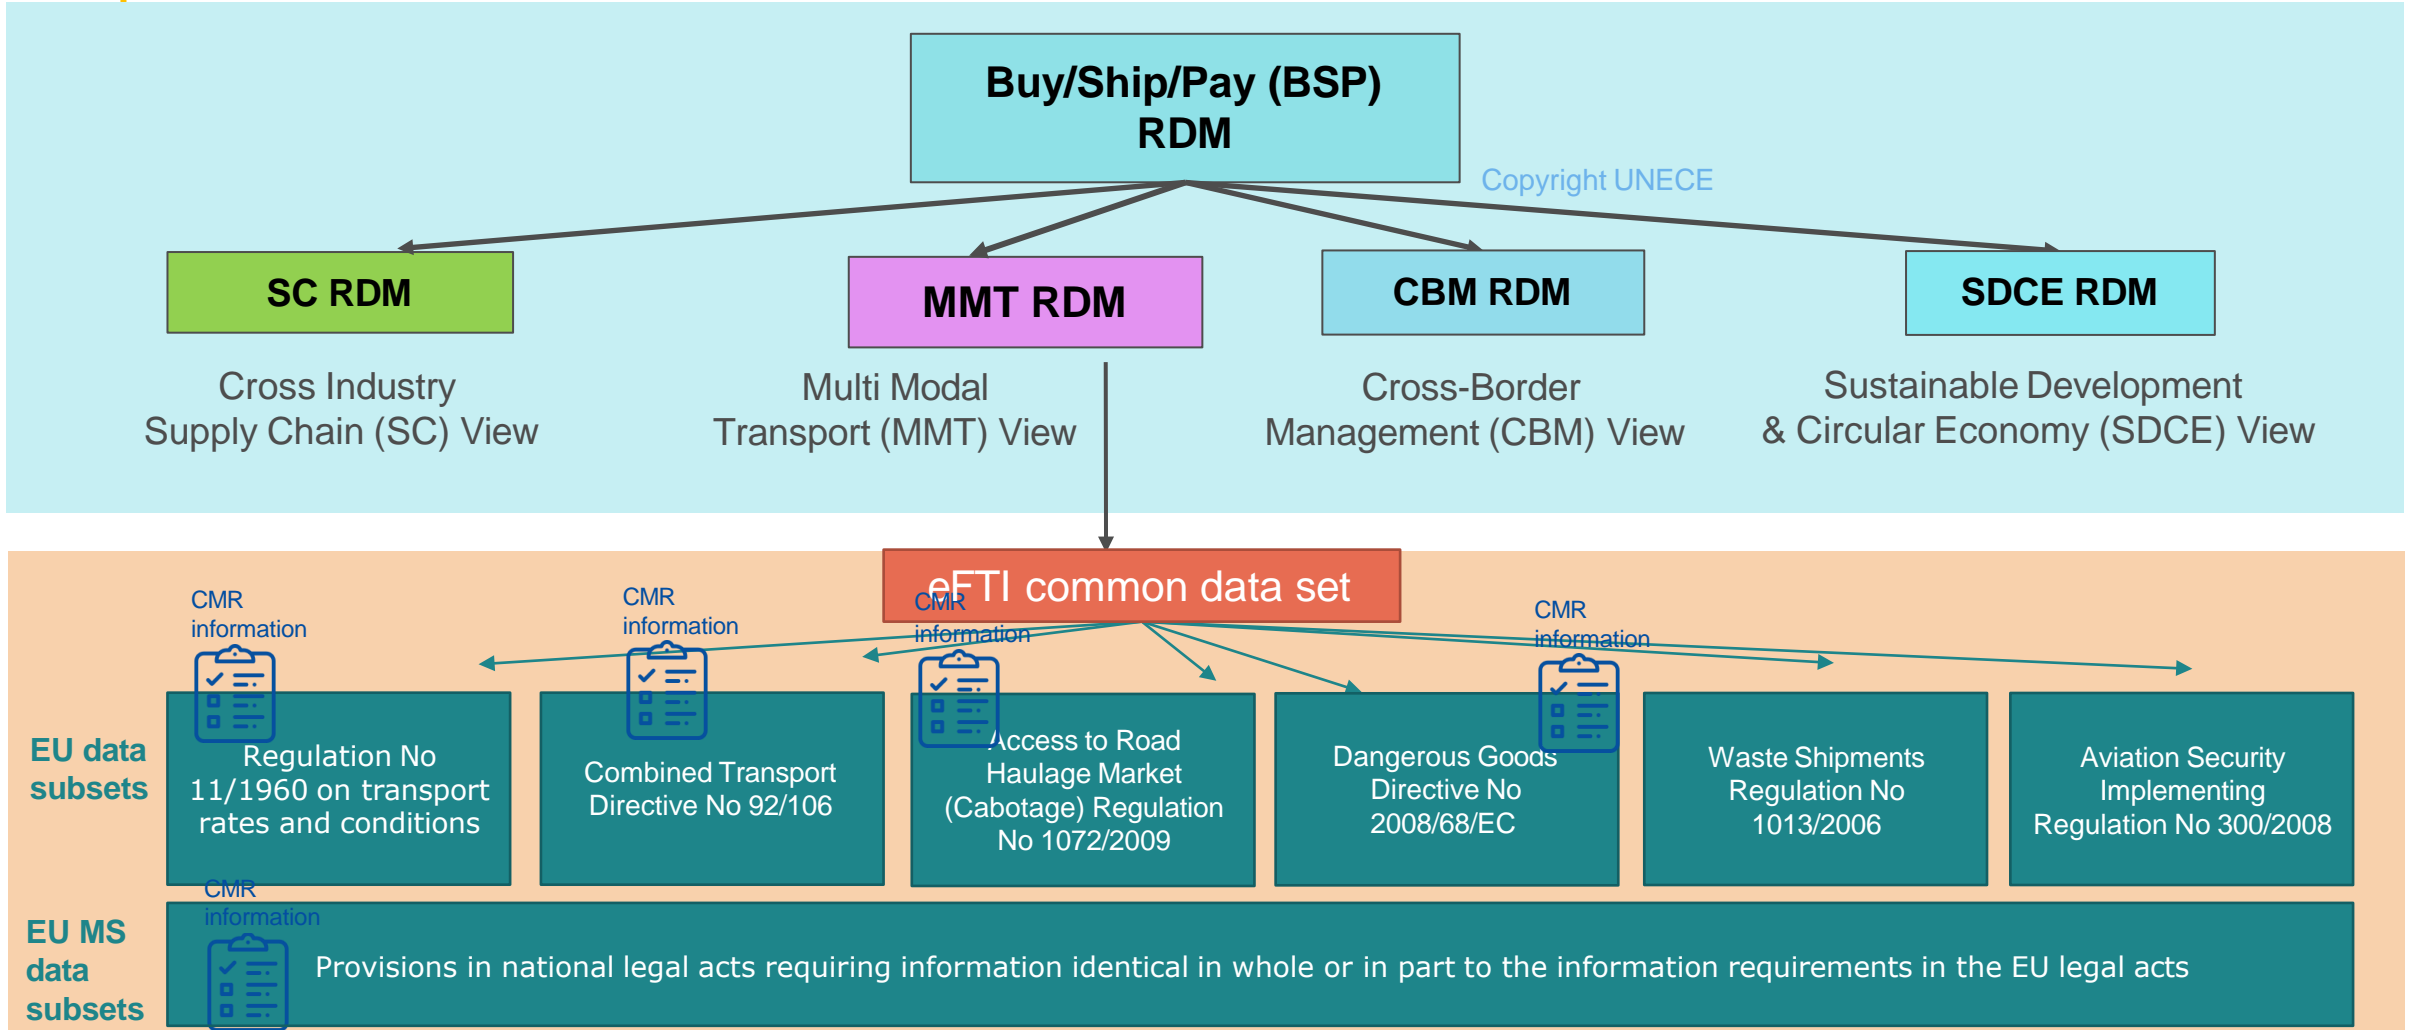 Buy/Ship/Pay (BSP)
RDM
Copyright UNECE
SC RDM
MMT RDM
CBM RDM
SDCE RDM
Cross Industry
Supply Chain (SC) View
Multi Modal
Transport (MMT) View
Cross-Border
Management (CBM) View
Sustainable Development
& Circular Economy (SDCE) View
eFTI common data set
CMR
information
CMR
information
CMR
information
CMR
information
EU data
subsets
Regulation No
11/1960 on transport
rates and conditions
Combined Transport
Directive No 92/106
Access to Road
Haulage Market
(Cabotage) Regulation
No 1072/2009
Dangerous Goods
Directive No
2008/68/EC
Waste Shipments
Regulation No
1013/2006
Aviation Security
Implementing
Regulation No 300/2008
CMR
information
EU MS
data
subsets
Provisions in national legal acts requiring information identical in whole or in part to the information requirements in the EU legal acts